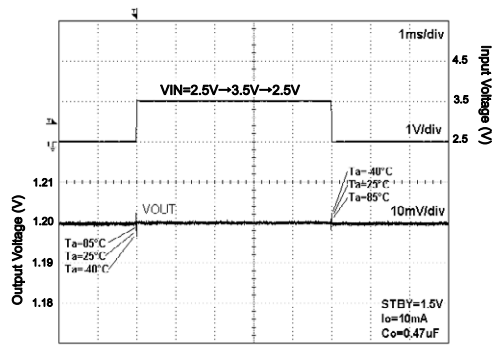 1ms/div
4.5
Input Voltage (V)
VIN=2.5V→3.5V→2.5V
3.5
1V/div
2.5
Ta=-40°C
Ta=25°C
Ta=85°C
1.21
VOUT
10mV/div
Output Voltage (V)
1.20
Ta=85°C
Ta=25°C
Ta=-40°C
1.19
1.18
STBY=1.5V
Io=10mA
Co=0.47uF